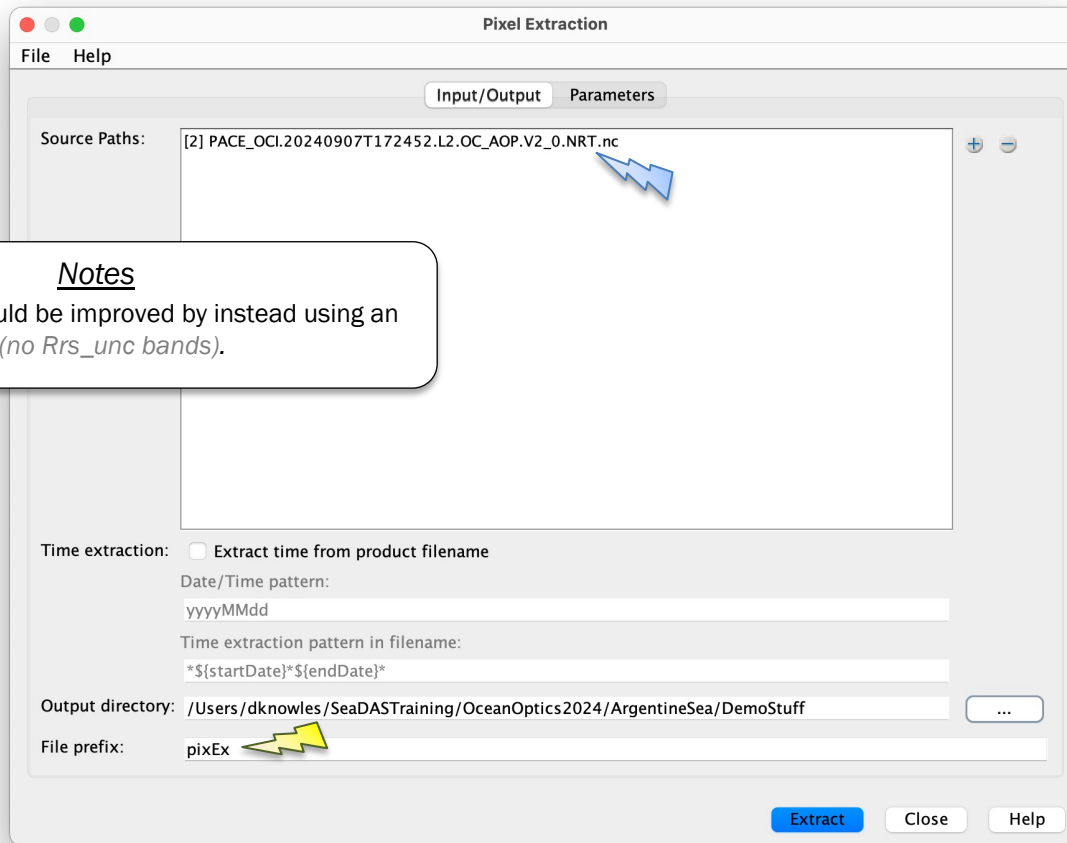 Pixel Extraction
File Help
Input/Output Parameters
Source Paths:
[2] PACE_OCI.20240907T172452.L2.OC_AOP.V2_0.NRT.nc
Notes
be improved by instead using an
(no Rrs_unc bands).
Time extraction: Extract time from product filename
Date/Time pattern:
yyyyMMdd
Time extraction pattern in filename:
*${startDate}*${endDate}*
Output directory: /Users/dknowles/SeaDASTraining/OceanOptics2024/ArgentineSea/DemoStuff ...
File prefix: pixEx
Extract Close Help